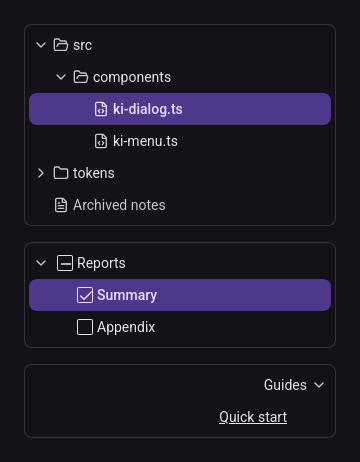 src
components
ki-dialog.ts
ki-menu.ts
tokens
Archived notes
Reports
Summary
Appendix
Guides
Quick start